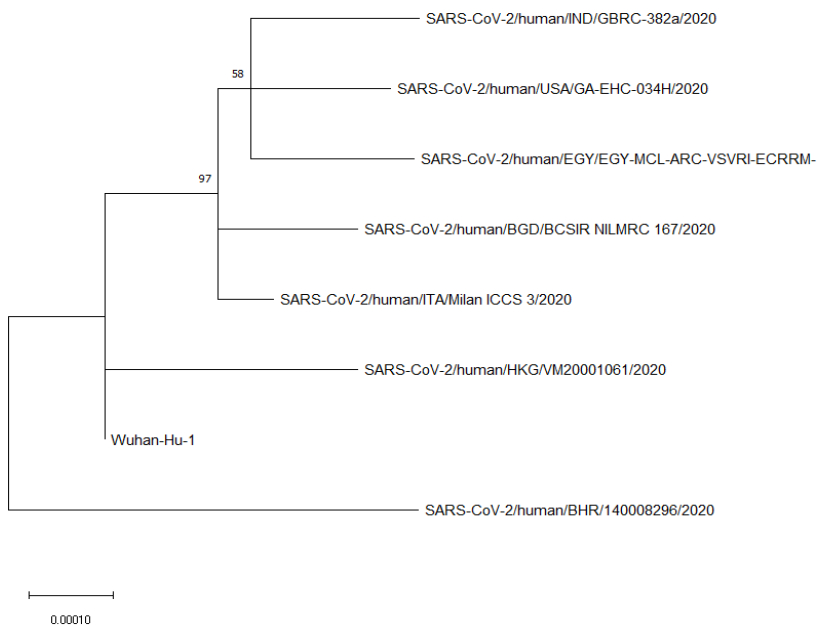 SARS-CoV-2/human/IND/GBRC-382a/2020
58
SARS-CoV-2/human/USA/GA-EHC-034H/2020
SARS-CoV-2/human/EGY/EGY-MCL-ARC-VSVRI-ECRRM-
97
SARS-CoV-2/human/BGD/BCSIR NILMRC 167/2020
SARS-CoV-2/human/ITA/Milan ICCS 3/2020
SARS-CoV-2/human/HKG/VM20001061/2020
Wuhan-Hu-1
SARS-CoV-2/human/BHR/140008296/2020
0.00010